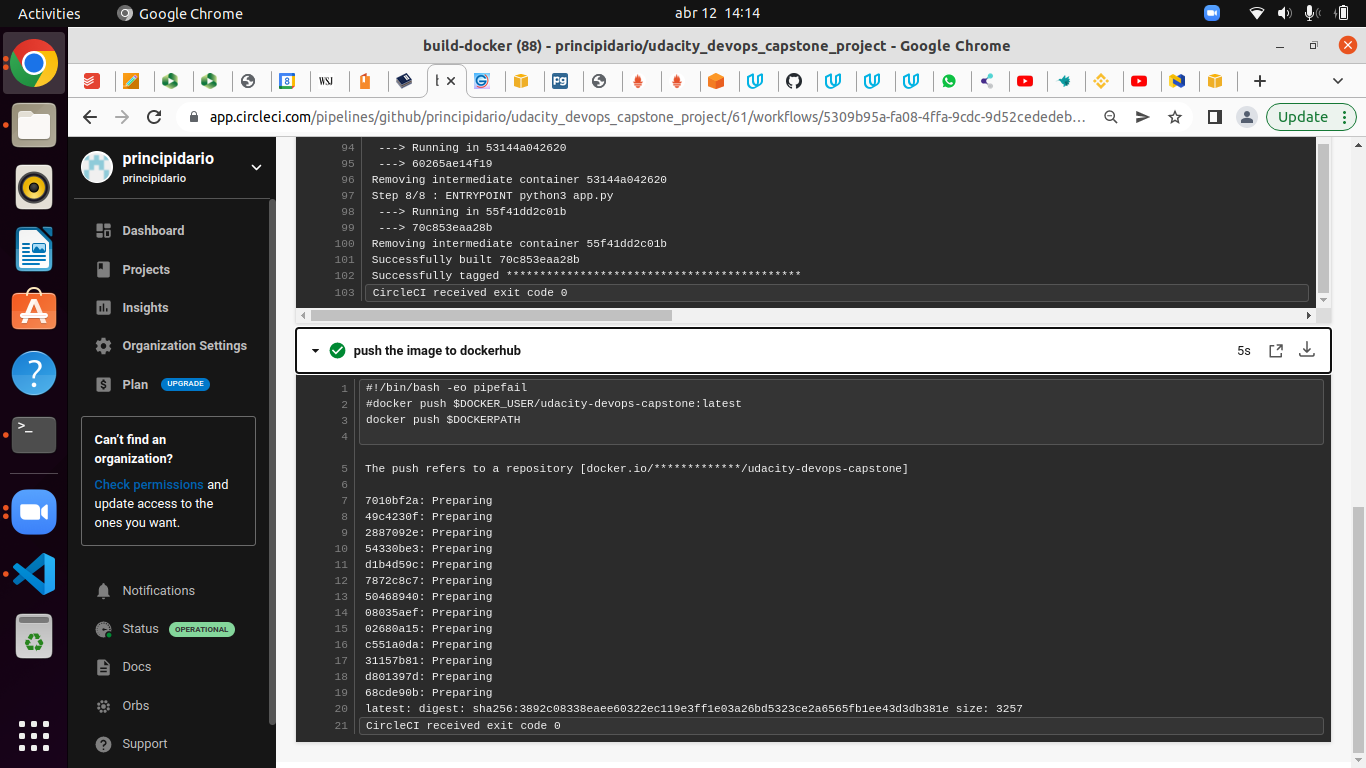 Activities
Google Chrome
abr 12 14:14
build-docker (88) - principidario/udacity_devops_capstone_project - Google Chrome
WSJ
pg
app.circleci.com/pipelines/github/principidario/udacity_devops_capstone_project/61/workflows/5309b95a-fa08-4ffa-9cdc-9d52cededeb…
Update
principidario
principidario
Dashboard
Projects
Insights
Organization Settings
Plan UPGRADE
Can't find an
organization?
Check permissions and
update access to the
ones you want.
Notifications
Status OPERATIONAL
Docs
Orbs
Support
94 ---> Running in 53144a042620
95 ---> 60265ae14f19
96 Removing intermediate container 53144a042620
97 Step 8/8 : ENTRYPOINT python3 app.py
98 ---> Running in 55f41dd2c01b
99 ---> 70c853eaa28b
100 Removing intermediate container 55f41dd2c01b
101 Successfully built 70c853eaa28b
102 Successfully tagged ********************************************
103 CircleCI received exit code 0
push the image to dockerhub
5s
1 #!/bin/bash -eo pipefail
2 #docker push $DOCKER_USER/udacity-devops-capstone:latest
3 docker push $DOCKERPATH
4
5 The push refers to a repository [docker.io/*************/udacity-devops-capstone]
6
7 7010bf2a: Preparing
8 49c4230f: Preparing
9 2887092e: Preparing
10 54330be3: Preparing
11 d1b4d59c: Preparing
12 7872c8c7: Preparing
13 50468940: Preparing
14 08035aef: Preparing
15 02680a15: Preparing
16 c551a0da: Preparing
17 31157b81: Preparing
18 d801397d: Preparing
19 68cde90b: Preparing
20 latest: digest: sha256:3892c08338eaee60322ec119e3ff1e03a26bd5323ce2a6565fb1ee43d3db381e size: 3257
21 CircleCI received exit code 0